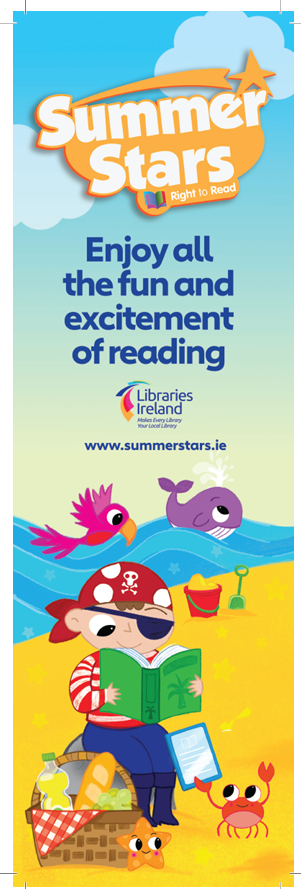 Summer
Stars
Right to Read
Enjoy all
the fun and
excitement
of reading
Libraries
Ireland
Makes Every Library
Your Local Library
www.summerstars.ie